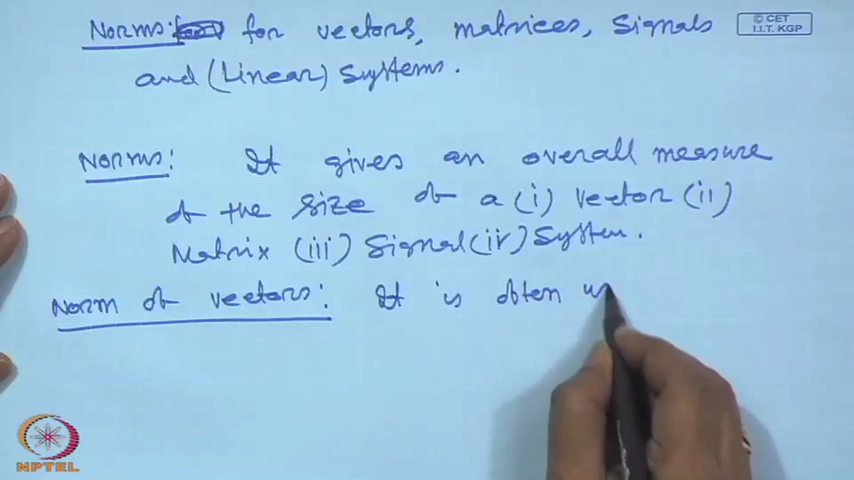 Norms: for vectors, matrices, Signals
and (Linear) Systems.
© CET
I.I.T. KGP
Norms: It gives an overall measure
of the size of a (i) vector (ii)
Matrix (iii) Signal (iv) System.
Norm of vectors: It is often
NPTEL